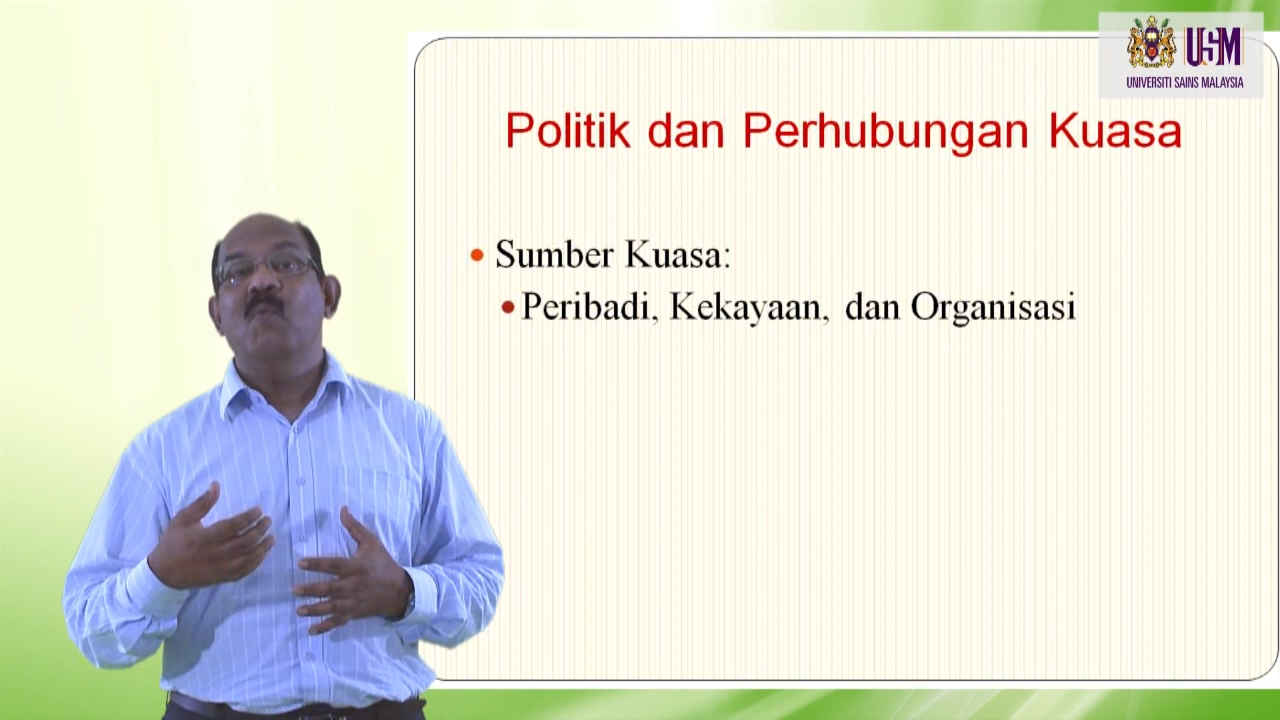 USM
UNIVERSITI SAINS MALAYSIA
Politik dan Perhubungan Kuasa
Sumber Kuasa:
Peribadi, Kekayaan, dan Organisasi